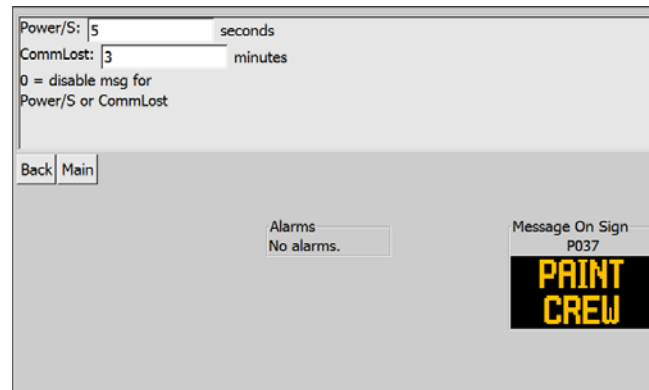 Power/S: 5 seconds
CommLost: 3 minutes
0 = disable msg for
Power/S or CommLost
Back Main
Alarms
No alarms.
Message On Sign
P037
PAINT
CREW